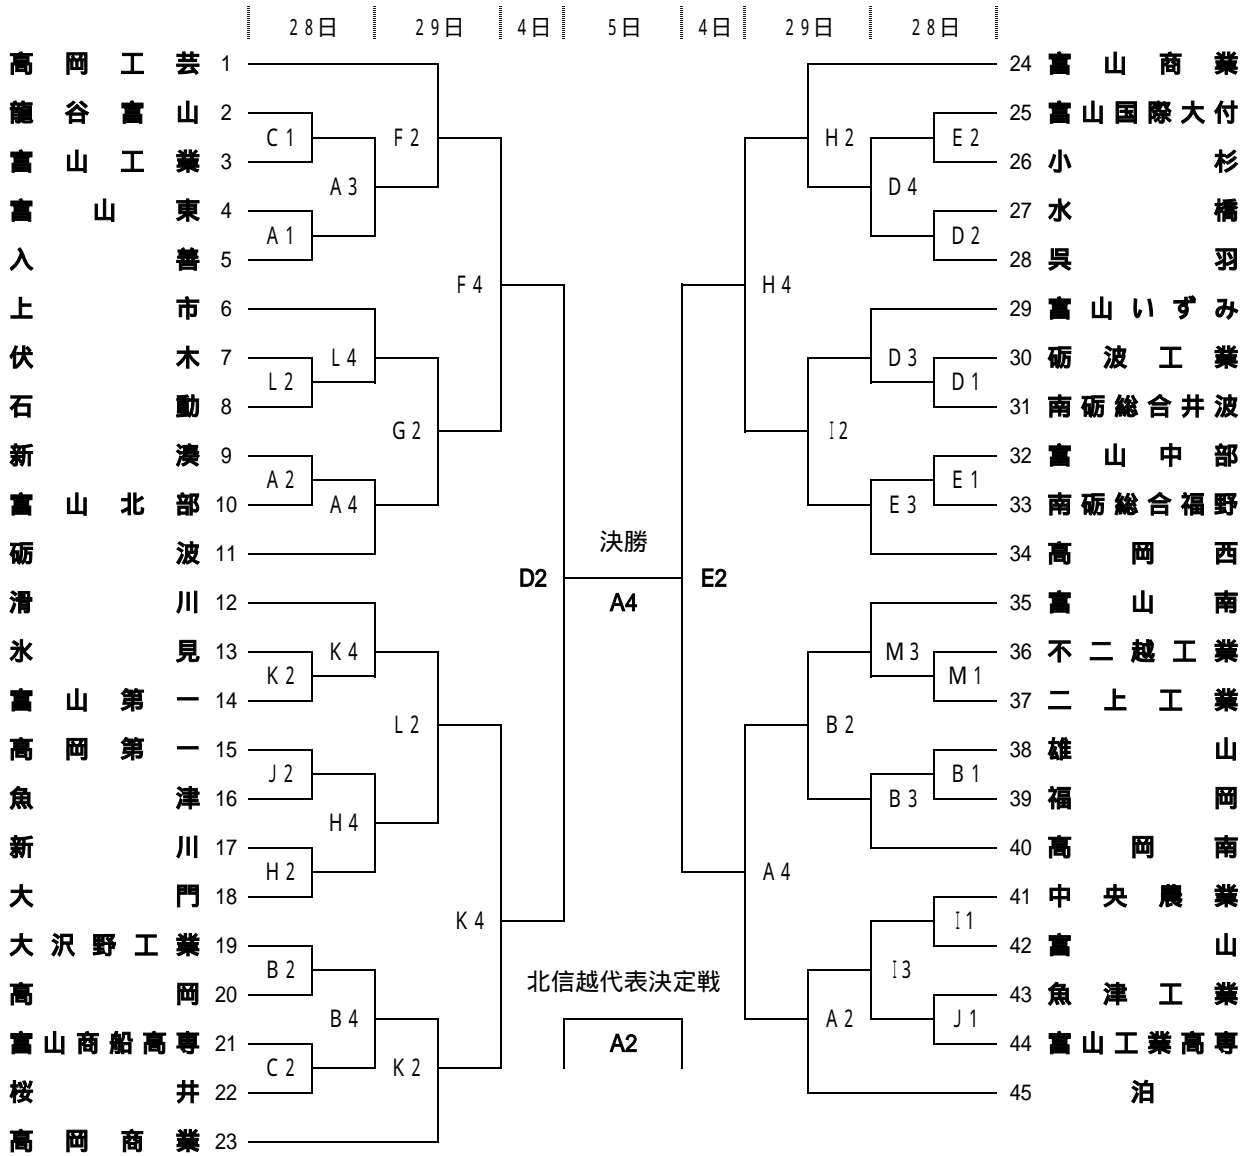 28日 29日 4日 5日 4日 29日 28日
高岡工芸 1 24 富山商業
龍谷富山 2 25 富山国際大付
C1 F2 H2 E2
富山工業 3 26 小杉
A3 D4
富山東 4 27 水橋
A1 D2
入善 5 28 呉羽
F4 H4
上市 6 29 富山いずみ
伏木 7 L4 D3 30 砺波工業
L2 D1
石動 8 31 南砺総合井波
G2 I2
新湊 9 32 富山中部
A2 E1
富山北部 10 A4 E3 33 南砺総合福野
決勝
砺波 11 34 高岡西
D2 E2
滑川 12 A4 35 富山南
氷見 13 K4 M3 36 不二越工業
K2 M1
富山第一 14 37 二上工業
L2 B2
高岡第一 15 38 雄山
J2 B1
魚津 16 B3 39 福岡
H4
新川 17 40 高岡南
H2 A4
大門 18 41 中央農業
K4 I1
大沢野工業 19 42 富山
B2 I3
北信越代表決定戦
高岡 20 43 魚津工業
B4 A2 J1
富山商船高専 21 A2 44 富山工業高専
C2 K2
桜井 22 45 泊
高岡商業 23